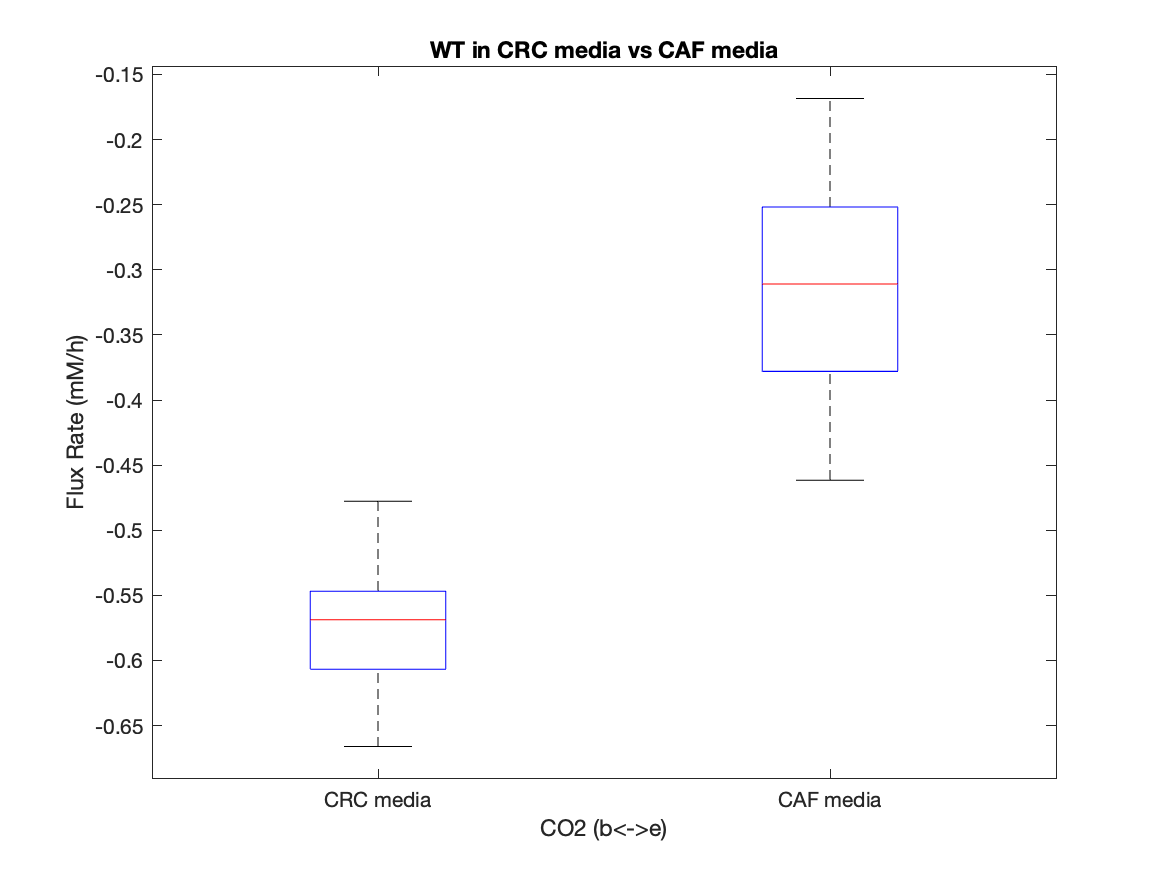 WT in CRC media vs CAF media
-0.15
-0.2
-0.25
-0.3
-0.35
-0.4
-0.45
-0.5
-0.55
-0.6
-0.65
Flux Rate (mM/h)
CRC media CAF media
CO2 (b<->e)